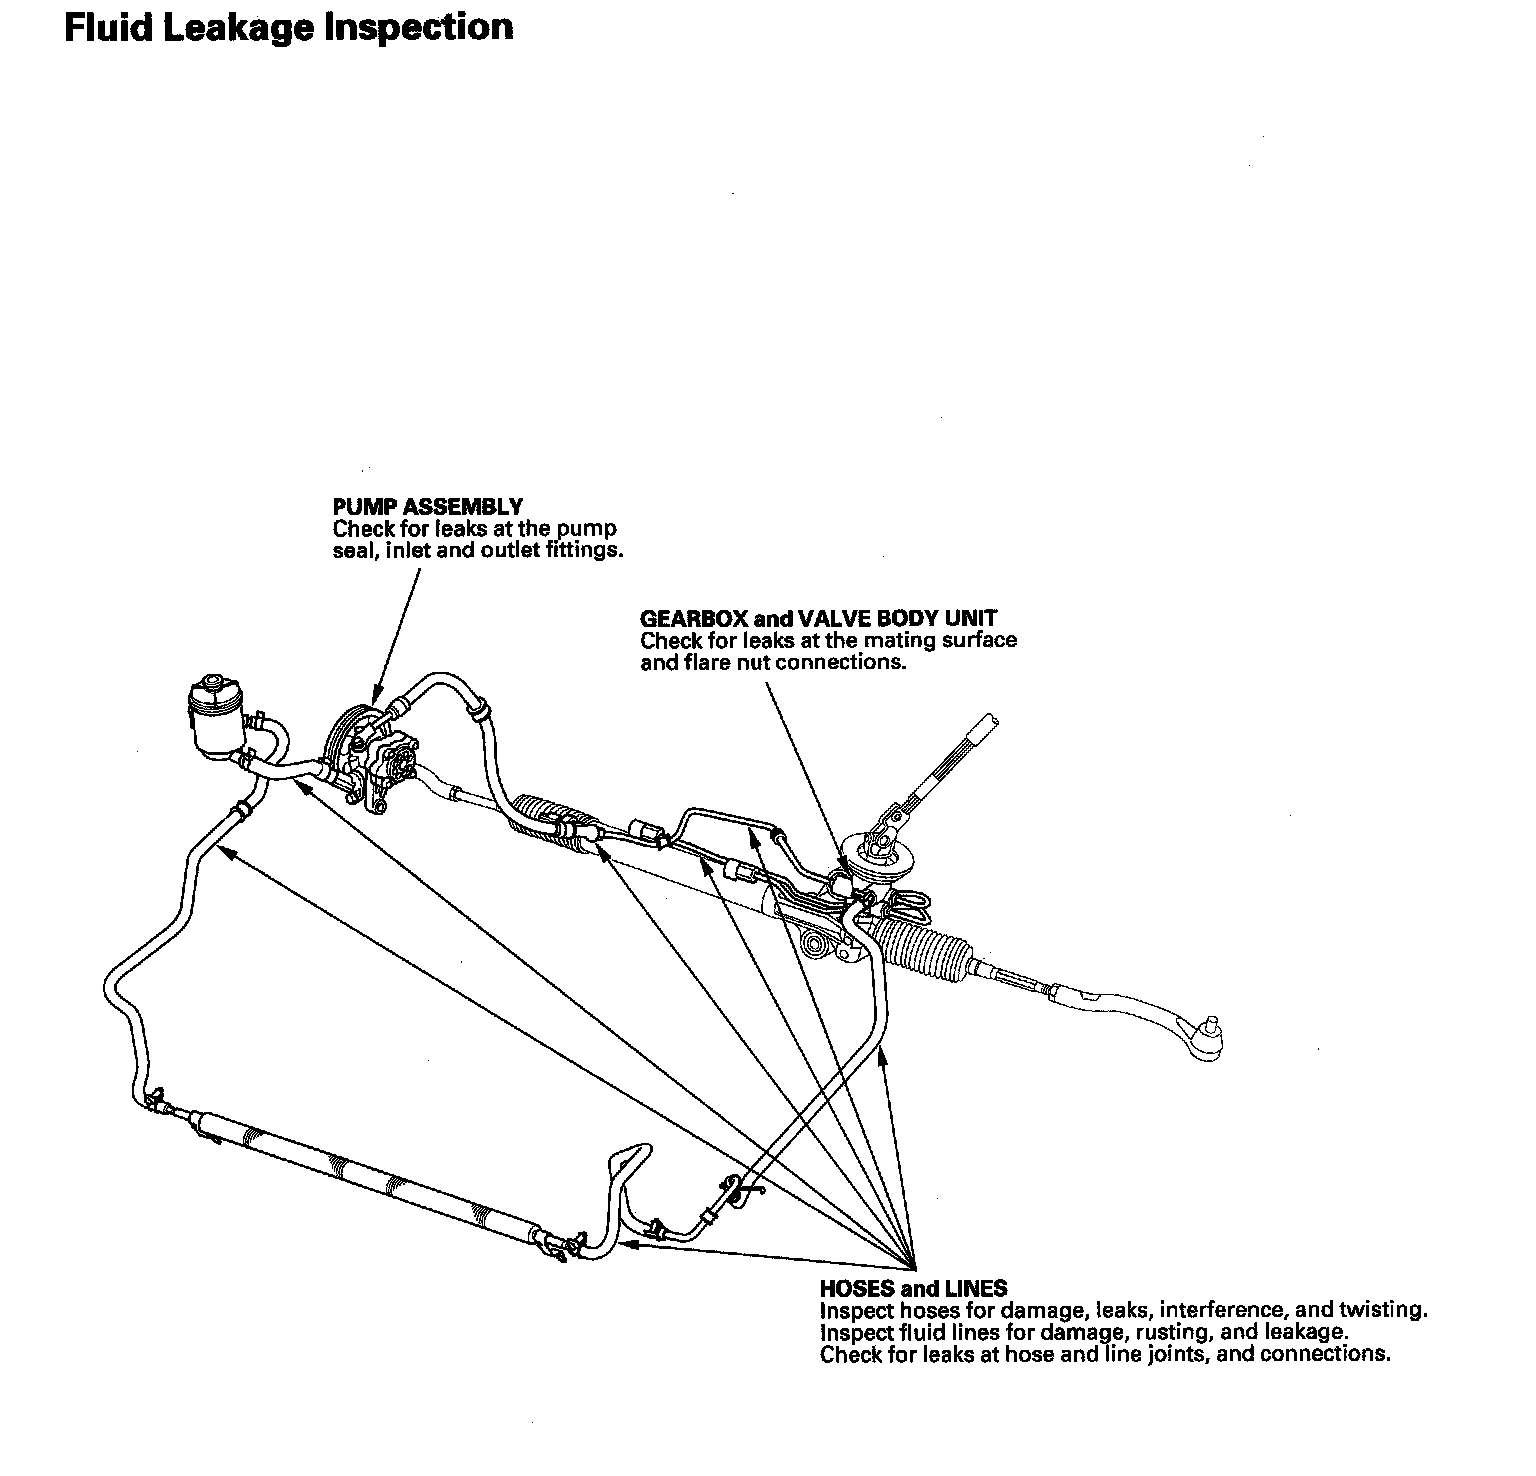 Fluid Leakage Inspection
PUMP ASSEMBLY
Check for leaks at the pump
seal, inlet and outlet fittings.
GEARBOX and VALVE BODY UNIT
Check for leaks at the mating surface
and flare nut connections.
HOSES and LINES
Inspect hoses for damage, leaks, interference, and twisting.
Inspect fluid lines for damage, rusting, and leakage.
Check for leaks at hose and line joints, and connections.